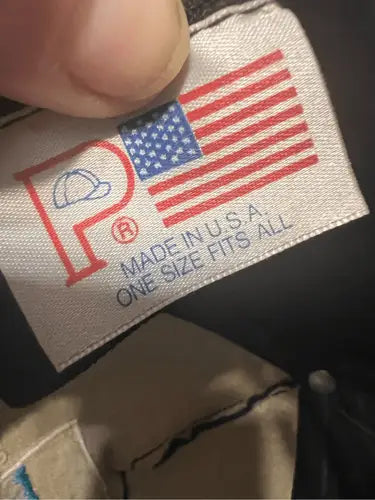 P®
MADE IN U.S.A.
ONE SIZE FITS ALL